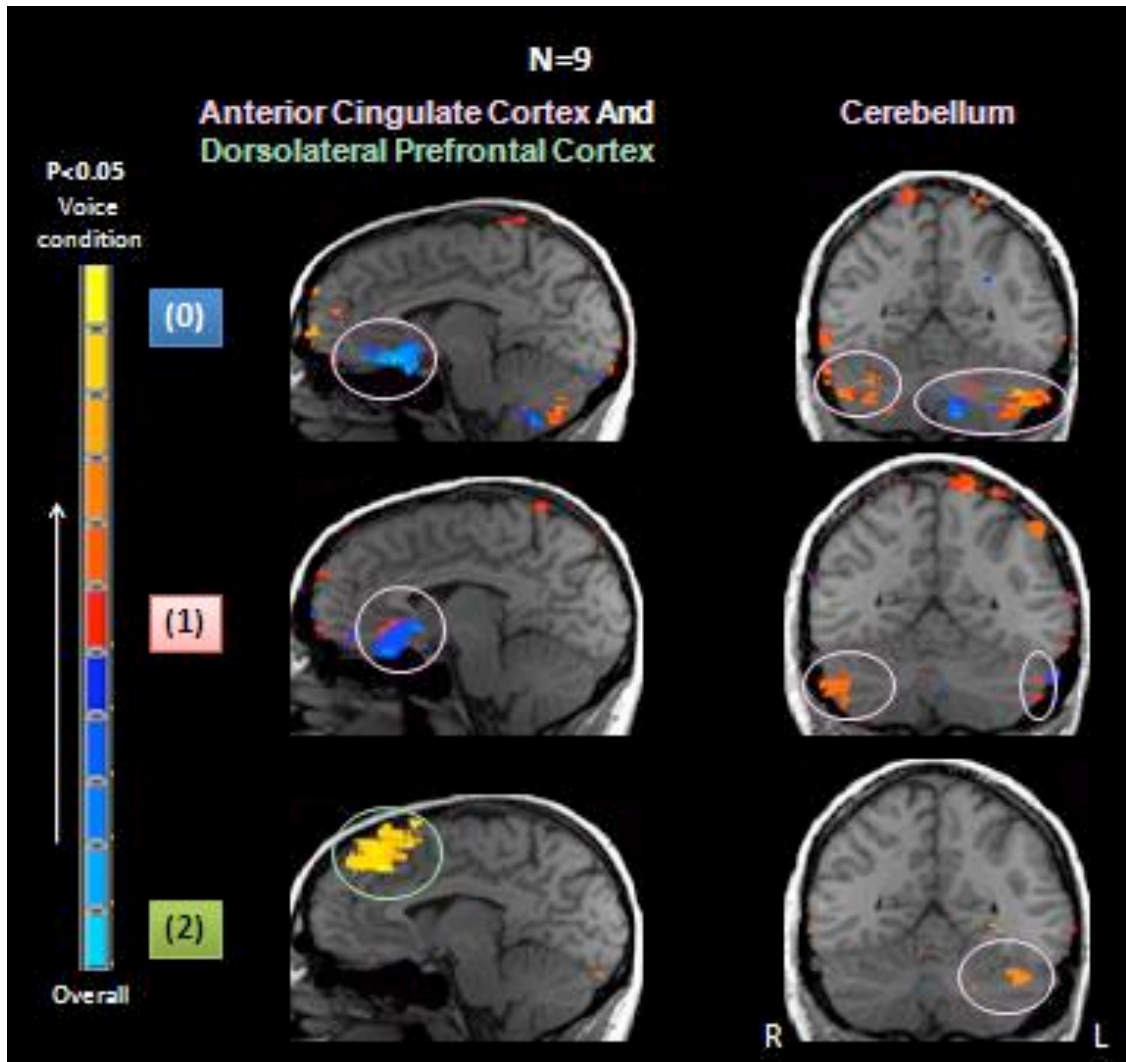 N=9
Anterior Cingulate Cortex And
Dorsolateral Prefrontal Cortex
Cerebellum
P<0.05
Voice
condition
(0)
(1)
(2)
Overall
R
L